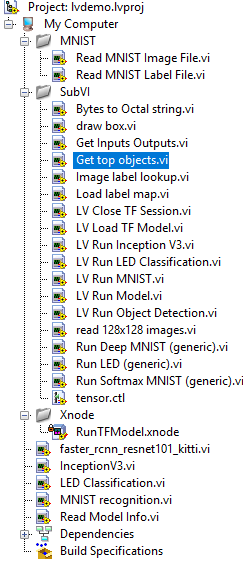 Project: lvdemo.lvproj
My Computer
MNIST
Read MNIST Image File.vi
Read MNIST Label File.vi
SubVI
Bytes to Octal string.vi
draw box.vi
Get Inputs Outputs.vi
Get top objects.vi
Image label lookup.vi
Load label map.vi
LV Close TF Session.vi
LV Load TF Model.vi
LV Run Inception V3.vi
LV Run LED Classification.vi
LV Run MNIST.vi
LV Run Model.vi
LV Run Object Detection.vi
read 128x128 images.vi
Run Deep MNIST (generic).vi
Run LED (generic).vi
Run Softmax MNIST (generic).vi
tensor.ctl
Xnode
RunTFModel.xnode
faster_rcnn_resnet101_kitti.vi
InceptionV3.vi
LED Classification.vi
MNIST recognition.vi
Read Model Info.vi
Dependencies
Build Specifications